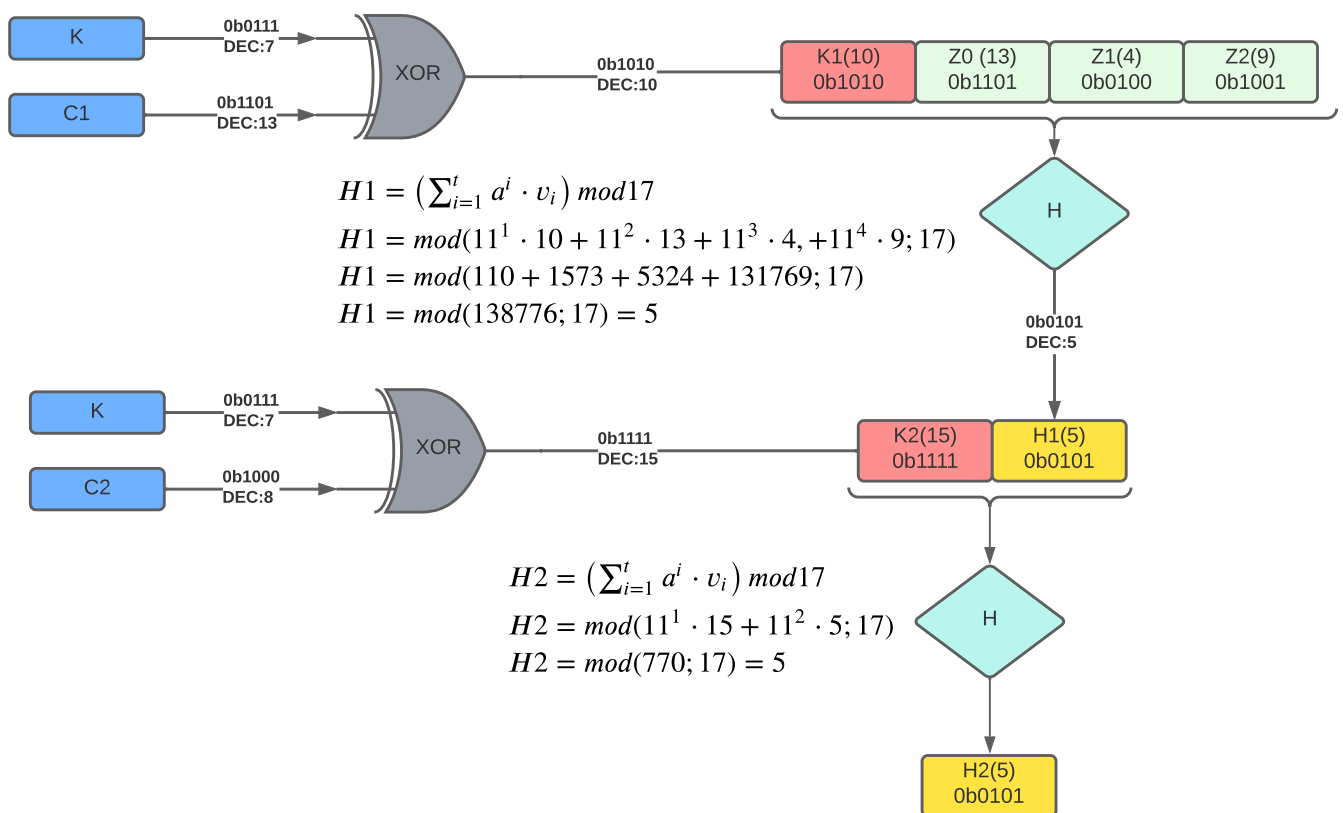 K
0b0111
DEC:7
XOR
C1
0b1101
DEC:13
0b1010
DEC:10
K1(10)
0b1010
Z0 (13)
0b1101
Z1(4)
0b0100
Z2(9)
0b1001
H
H1 = (∑_{i=1}^{t} a^i · v_i) mod17
H1 = mod(11^1 · 10 + 11^2 · 13 + 11^3 · 4, +11^4 · 9; 17)
H1 = mod(110 + 1573 + 5324 + 131769; 17)
H1 = mod(138776; 17) = 5
0b0101
DEC:5
K
0b0111
DEC:7
XOR
C2
0b1000
DEC:8
0b1111
DEC:15
K2(15)
0b1111
H1(5)
0b0101
H2 = (∑_{i=1}^{t} a^i · v_i) mod17
H2 = mod(11^1 · 15 + 11^2 · 5; 17)
H2 = mod(770; 17) = 5
H
H2(5)
0b0101